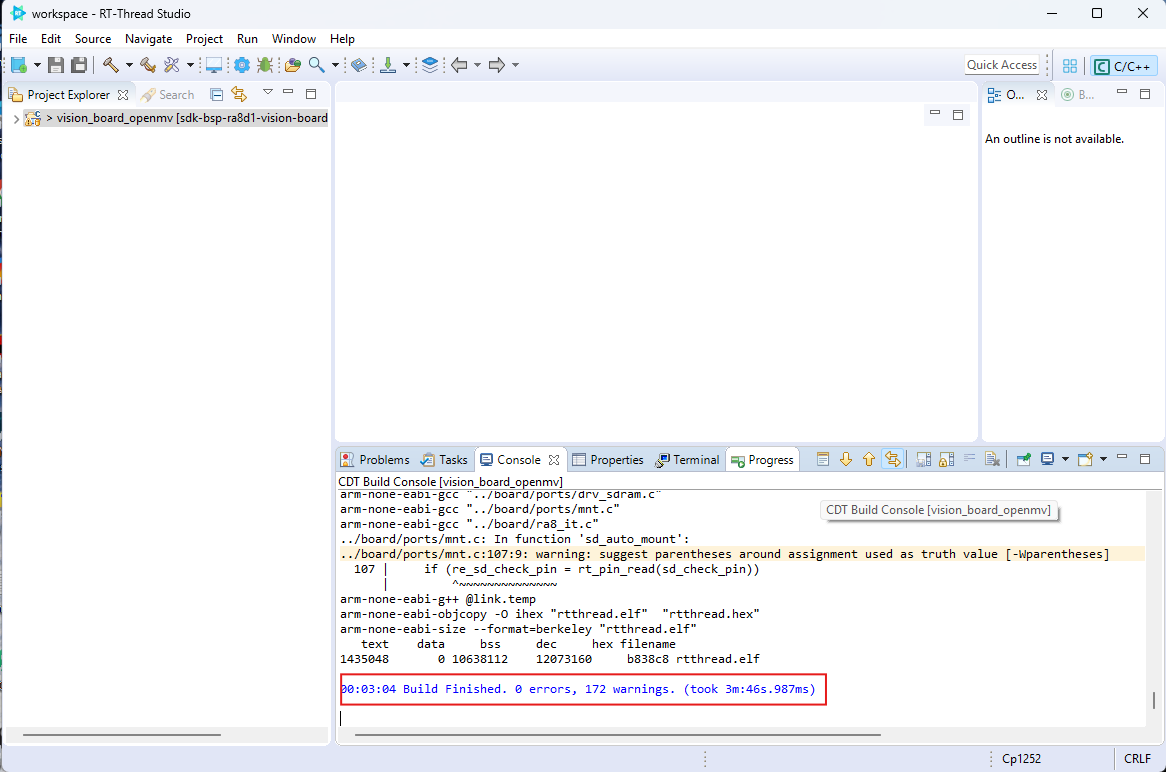 workspace - RT-Thread Studio
File Edit Source Navigate Project Run Window Help
Quick Access C/C++
Project Explorer Search
> vision_board_openmv [sdk-bsp-ra8d1-vision-board
O... B...
An outline is not available.
Problems Tasks Console Properties Terminal Progress
CDT Build Console [vision_board_openmv]
arm-none-eabi-gcc "../board/ports/drv_sdram.c"
arm-none-eabi-gcc "../board/ports/mnt.c"
CDT Build Console [vision_board_openmv]
arm-none-eabi-gcc "../board/ra8_it.c"
../board/ports/mnt.c: In function 'sd_auto_mount':
../board/ports/mnt.c:107:9: warning: suggest parentheses around assignment used as truth value [-Wparentheses]
107 | if (re_sd_check_pin = rt_pin_read(sd_check_pin))
| ^~~~~~~~~~~~~~~
arm-none-eabi-g++ @link.temp
arm-none-eabi-objcopy -O ihex "rtthread.elf" "rtthread.hex"
arm-none-eabi-size --format=berkeley "rtthread.elf"
text data bss dec hex filename
1435048 0 10638112 12073160 b838c8 rtthread.elf
00:03:04 Build Finished. 0 errors, 172 warnings. (took 3m:46s.987ms)
Cp1252 CRLF